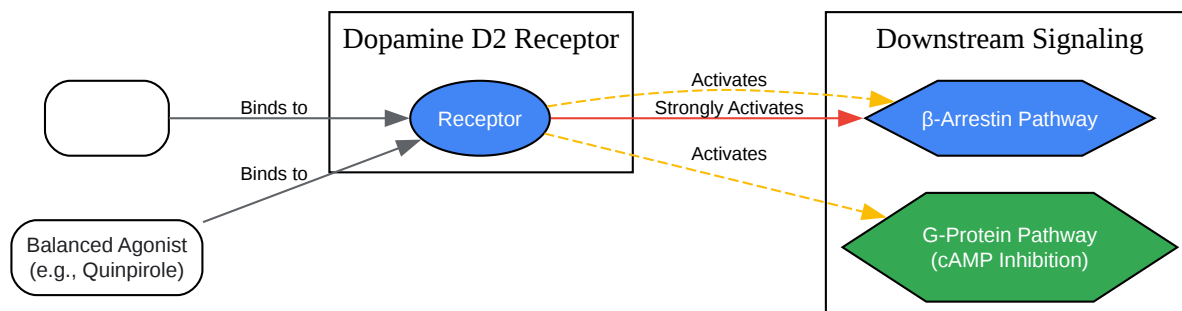 Dopamine D2 Receptor
Downstream Signaling
Activates
Binds to
Strongly Activates
Receptor
β-Arrestin Pathway
Activates
Binds to
Balanced Agonist
(e.g., Quinpirole)
G-Protein Pathway
(cAMP Inhibition)